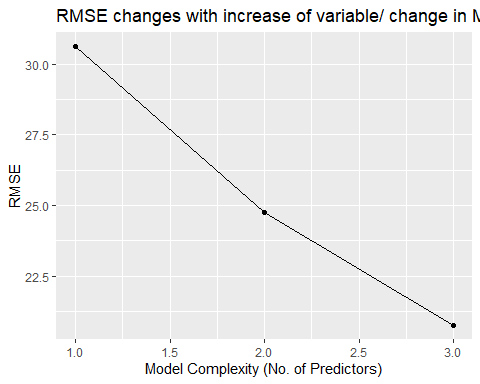 RMSE changes with increase of variable/ change in
RMSE
30.0
27.5
25.0
22.5
1.0 1.5 2.0 2.5 3.0
Model Complexity (No. of Predictors)